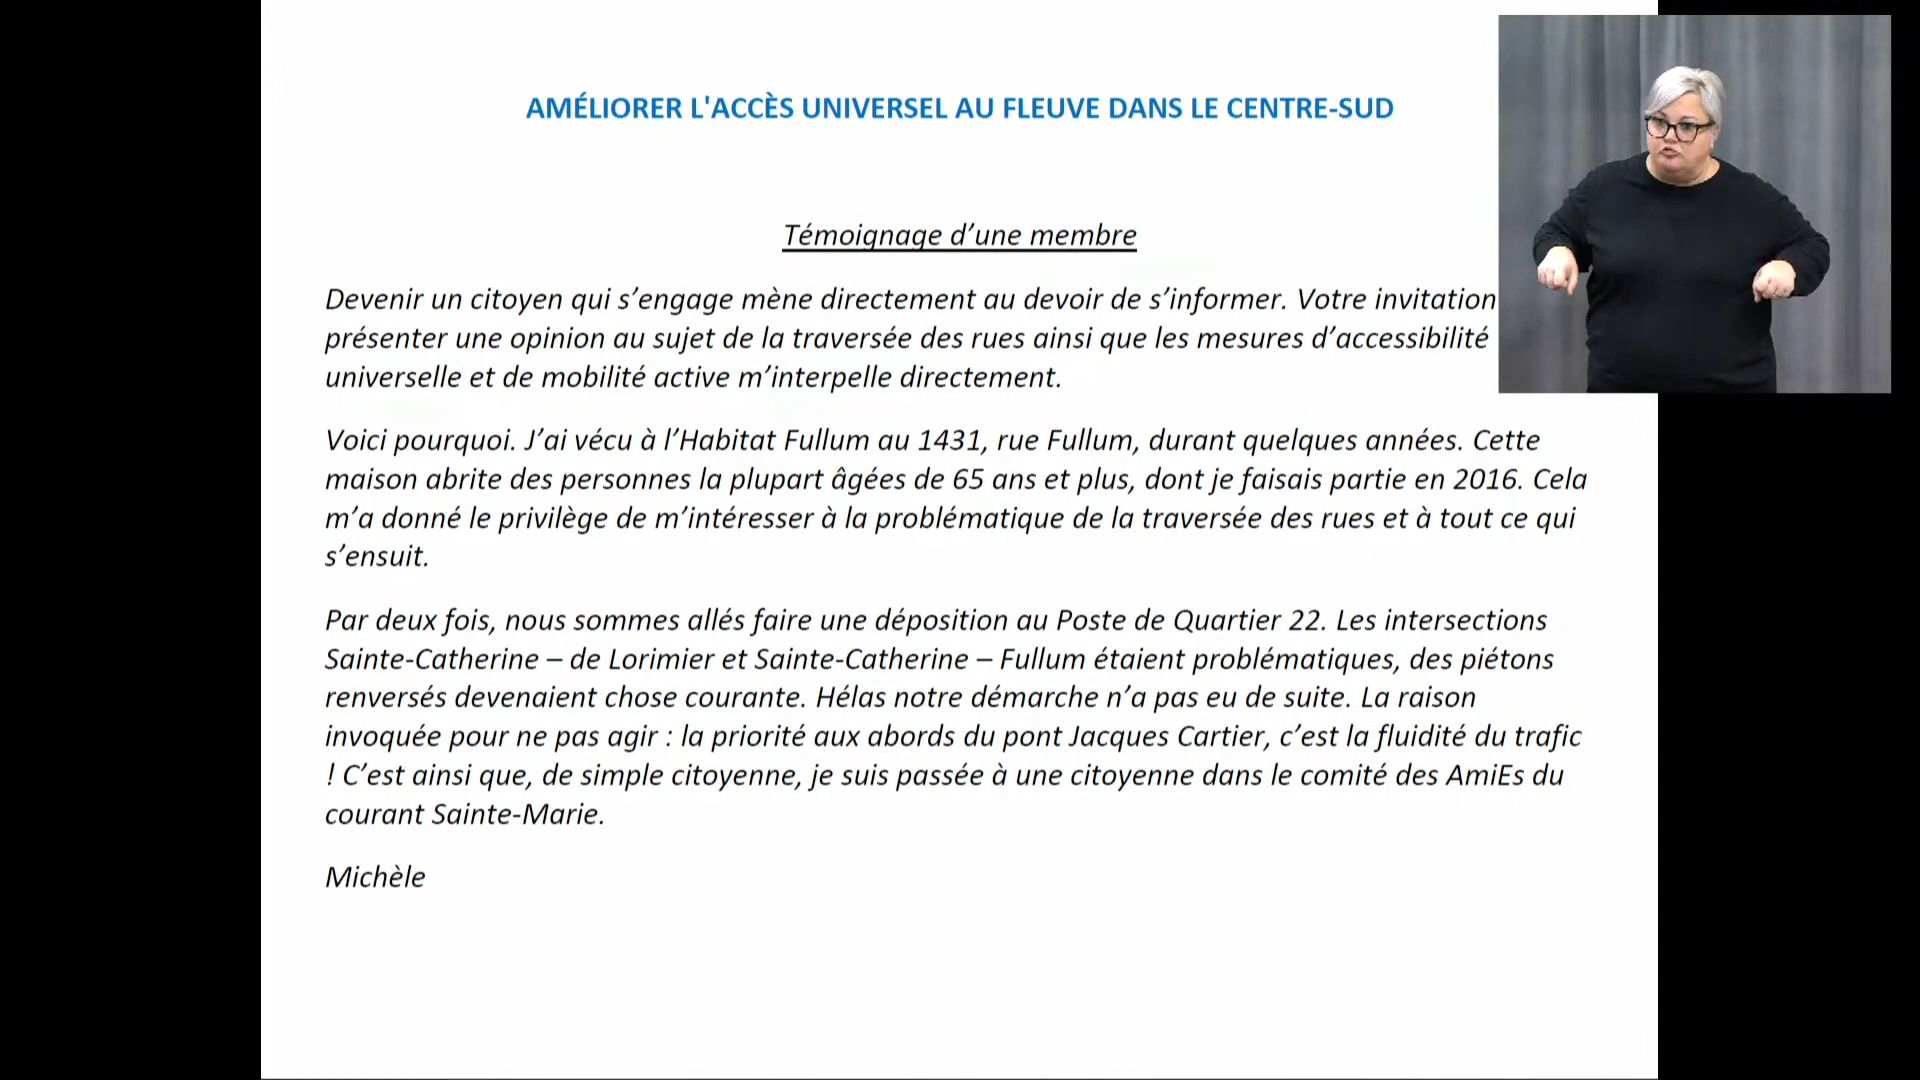 AMÉLIORER L'ACCÈS UNIVERSEL AU FLEUVE DANS LE CENTRE-SUD
Témoignage d’une membre
Devenir un citoyen qui s’engage mène directement au devoir de s’informer. Votre invitation
présenter une opinion au sujet de la traversée des rues ainsi que les mesures d’accessibilité
universelle et de mobilité active m’interpelle directement.
Voici pourquoi. J’ai vécu à l’Habitat Fullum au 1431, rue Fullum, durant quelques années. Cette
maison abrite des personnes la plupart âgées de 65 ans et plus, dont je faisais partie en 2016. Cela
m’a donné le privilège de m’intéresser à la problématique de la traversée des rues et à tout ce qui
s’ensuit.
Par deux fois, nous sommes allés faire une déposition au Poste de Quartier 22. Les intersections
Sainte-Catherine – de Lorimier et Sainte-Catherine – Fullum étaient problématiques, des piétons
renversés devenaient chose courante. Hélas notre démarche n’a pas eu de suite. La raison
invoquée pour ne pas agir : la priorité aux abords du pont Jacques Cartier, c’est la fluidité du trafic
! C’est ainsi que, de simple citoyenne, je suis passée à une citoyenne dans le comité des AmiEs du
courant Sainte-Marie.
Michèle